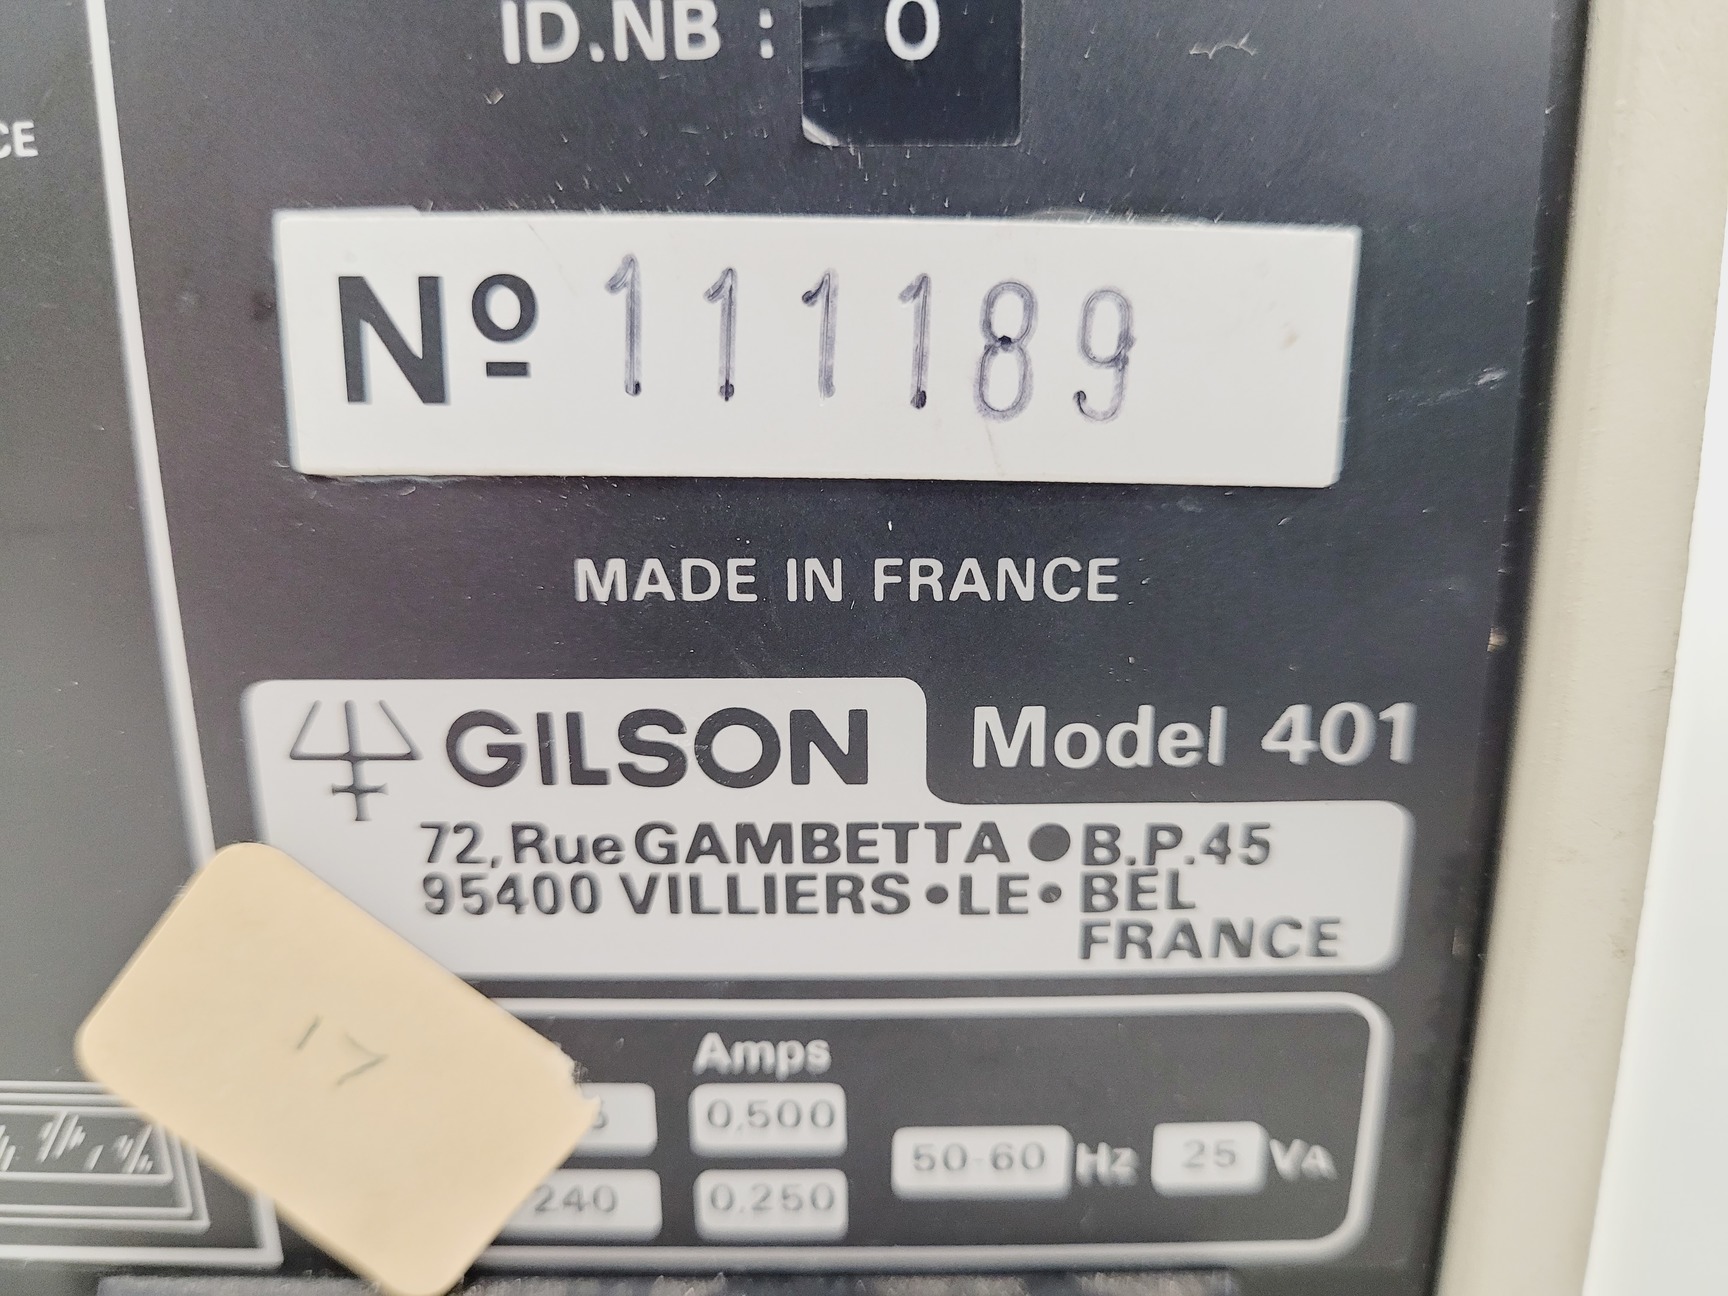 ID.NB : 0
CE
Nº 111189
MADE IN FRANCE
GILSON Model 401
72, Rue GAMBETTA ● B.P.45
95400 VILLIERS • LE • BEL
FRANCE
Amps
0,500
50-60 Hz 25 VA
240 0,250
17